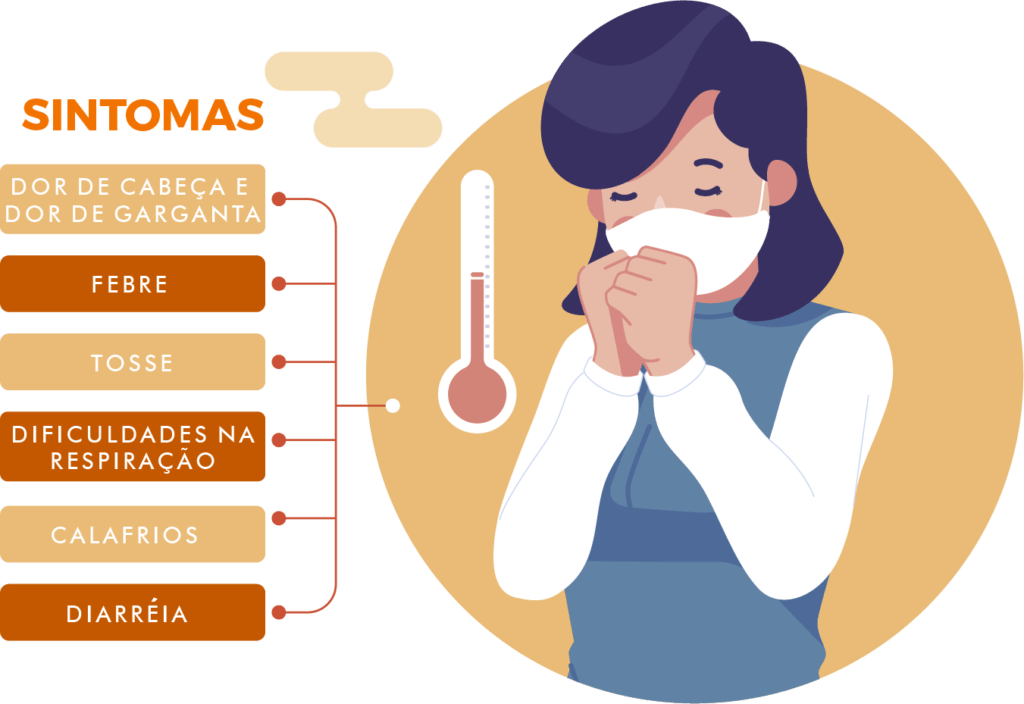 SINTOMAS
DOR DE CABEÇA E
DOR DE GARGANTA
FEBRE
TOSSE
DIFICULDADES NA
RESPIRAÇÃO
CALAFRIOS
DIARRÉIA